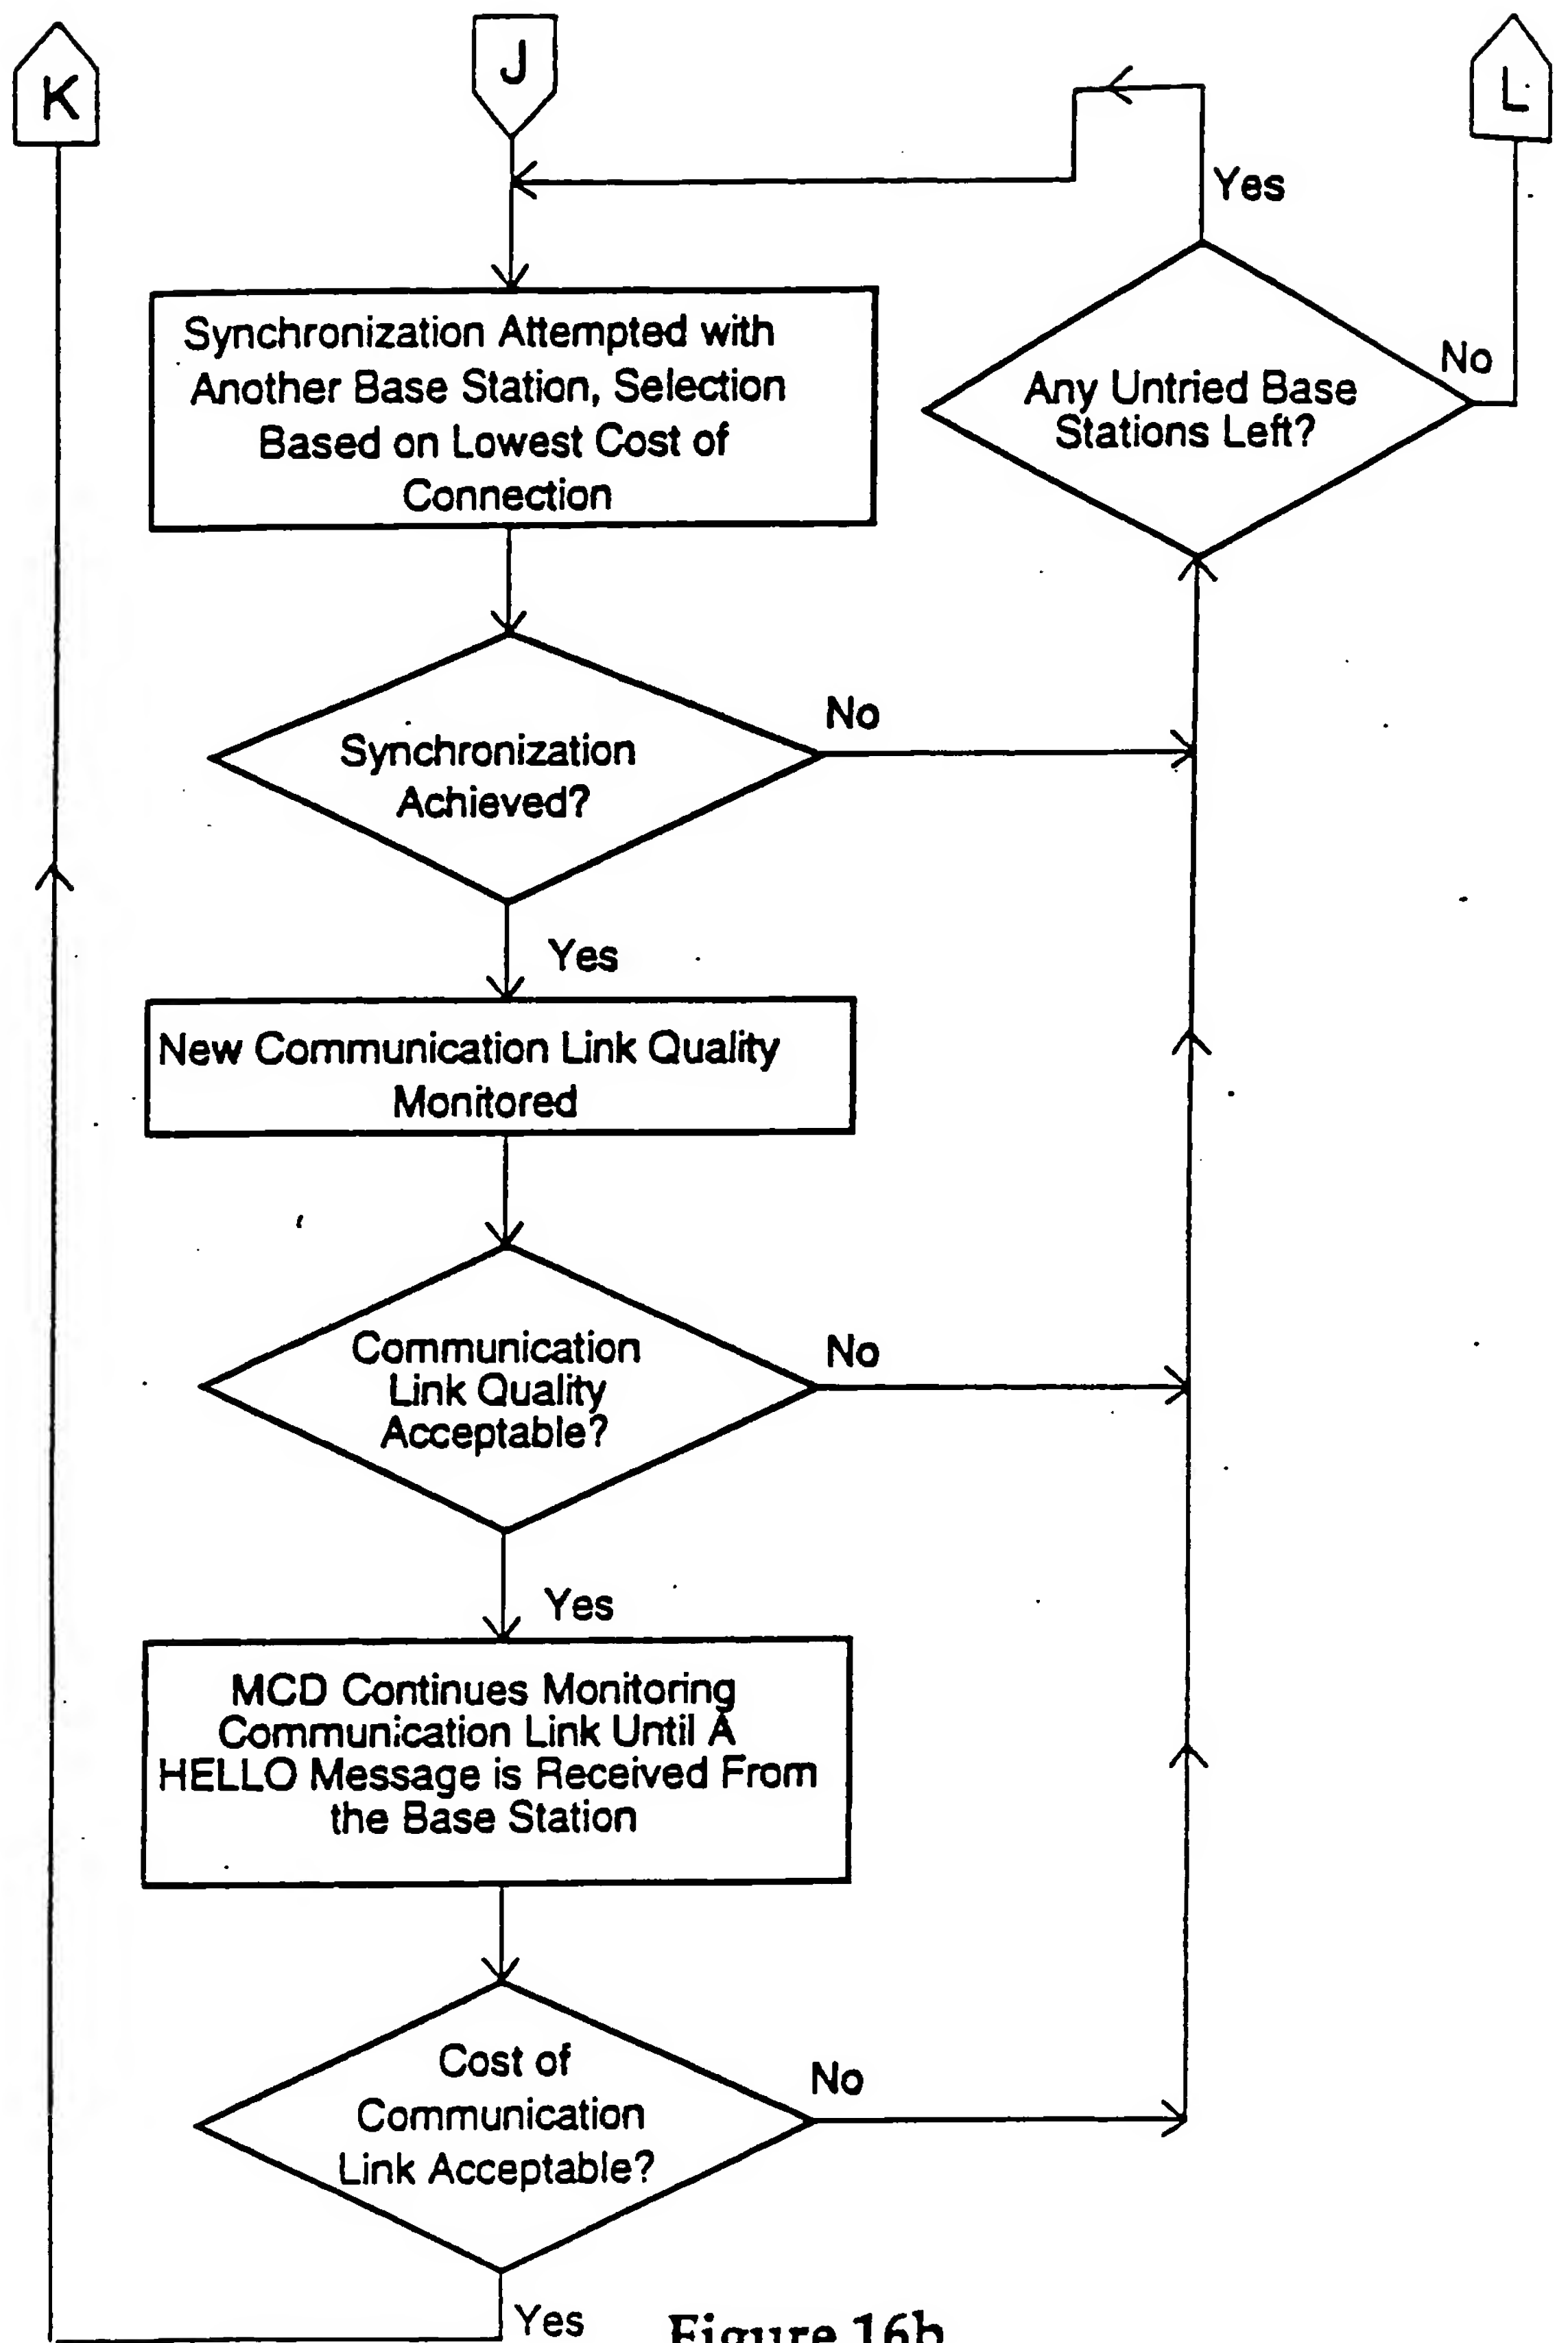 K
J
L
Yes
Synchronization Attempted with
Another Base Station, Selection
Based on Lowest Cost of
Connection
No
Any Untried Base
Stations Left?
No
Synchronization
Achieved?
Yes
New Communication Link Quality
Monitored
No
Communication
Link Quality
Acceptable?
Yes
MCD Continues Monitoring
Communication Link Until A
HELLO Message is Received From
the Base Station
No
Cost of
Communication
Link Acceptable?
Yes
Figure 16b